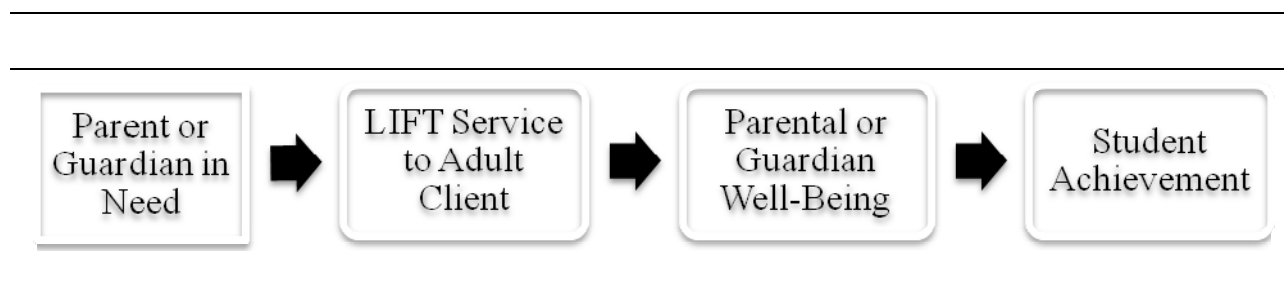 Parent or
Guardian in
Need
LIFT Service
to Adult
Client
Parental or
Guardian
Well-Being
Student
Achievement